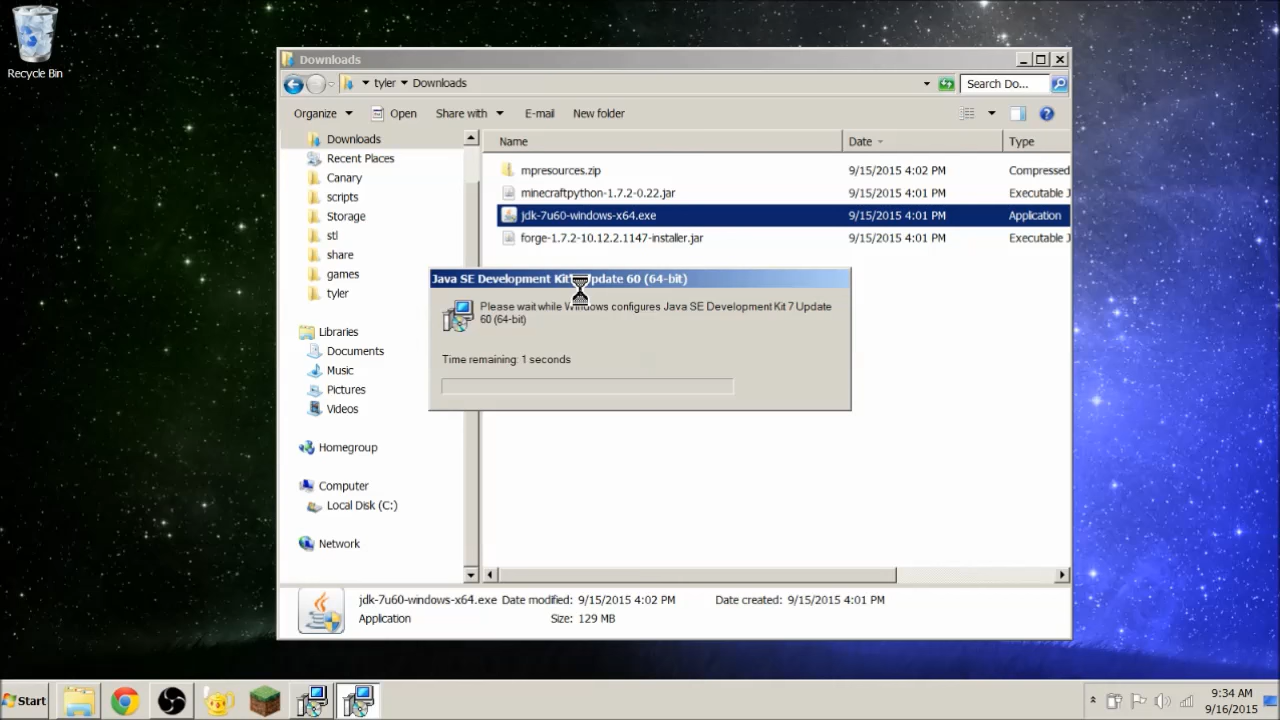 Recycle Bin
Downloads
tyler Downloads
Search Do...
Organize Open Share with E-mail New folder
Downloads
Recent Places
Canary
scripts
Storage
stl
share
games
tyler
Libraries
Documents
Music
Pictures
Videos
Homegroup
Computer
Local Disk (C:)
Network
Name Date Type
mpresources.zip 9/15/2015 4:02 PM Compressed
minecraftpython-1.7.2-0.22.jar 9/15/2015 4:01 PM Executable J
jdk-7u60-windows-x64.exe 9/15/2015 4:01 PM Application
forge-1.7.2-10.12.2.1147-installer.jar 9/15/2015 4:01 PM Executable J
Java SE Development Kit Update 60 (64-bit)
Please wait while Windows configures Java SE Development Kit 7 Update
60 (64-bit)
Time remaining: 1 seconds
jdk-7u60-windows-x64.exe Date modified: 9/15/2015 4:02 PM Date created: 9/15/2015 4:01 PM
Application Size: 129 MB
Start
9:34 AM
9/16/2015